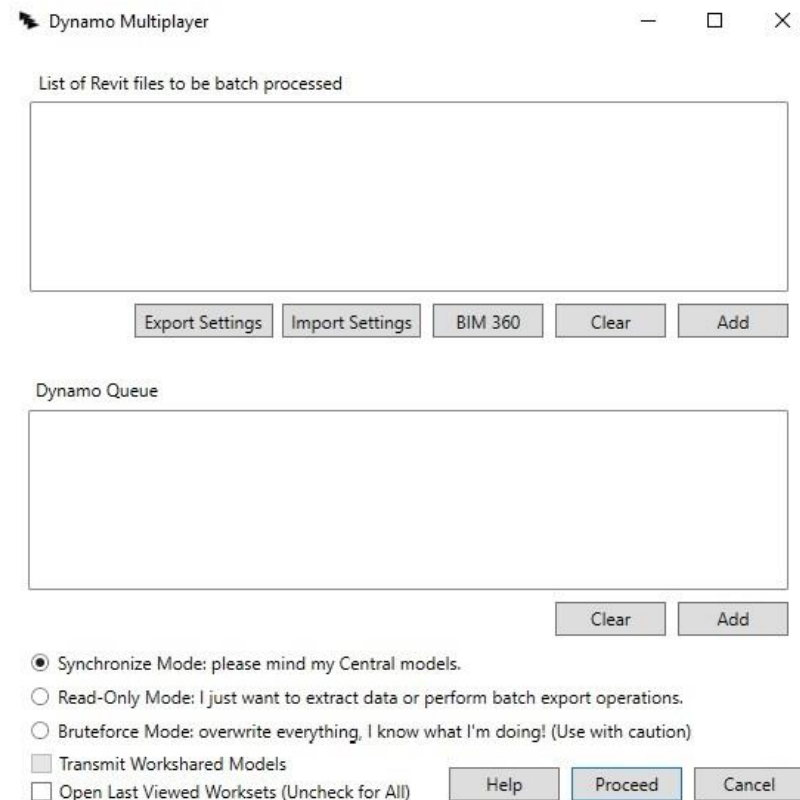 Dynamo Multiplayer
List of Revit files to be batch processed
Export Settings Import Settings BIM 360 Clear Add
Dynamo Queue
Clear Add
Synchronize Mode: please mind my Central models.
Read-Only Mode: I just want to extract data or perform batch export operations.
Bruteforce Mode: overwrite everything, I know what I'm doing! (Use with caution)
Transmit Workshared Models
Open Last Viewed Worksets (Uncheck for All)
Help Proceed Cancel